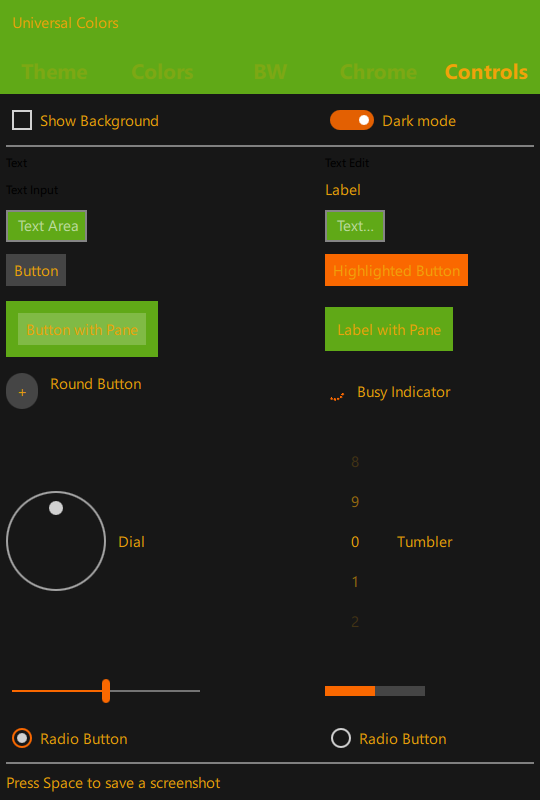 Universal Colors
Theme Colors BW Chrome Controls
Show Background Dark mode
Text Text Edit
Text Input Label
Text Area Text...
Button Highlighted Button
Button with Pane Label with Pane
+ Round Button Busy Indicator
8
9
Dial 0 Tumbler
1
2
Radio Button Radio Button
Press Space to save a screenshot